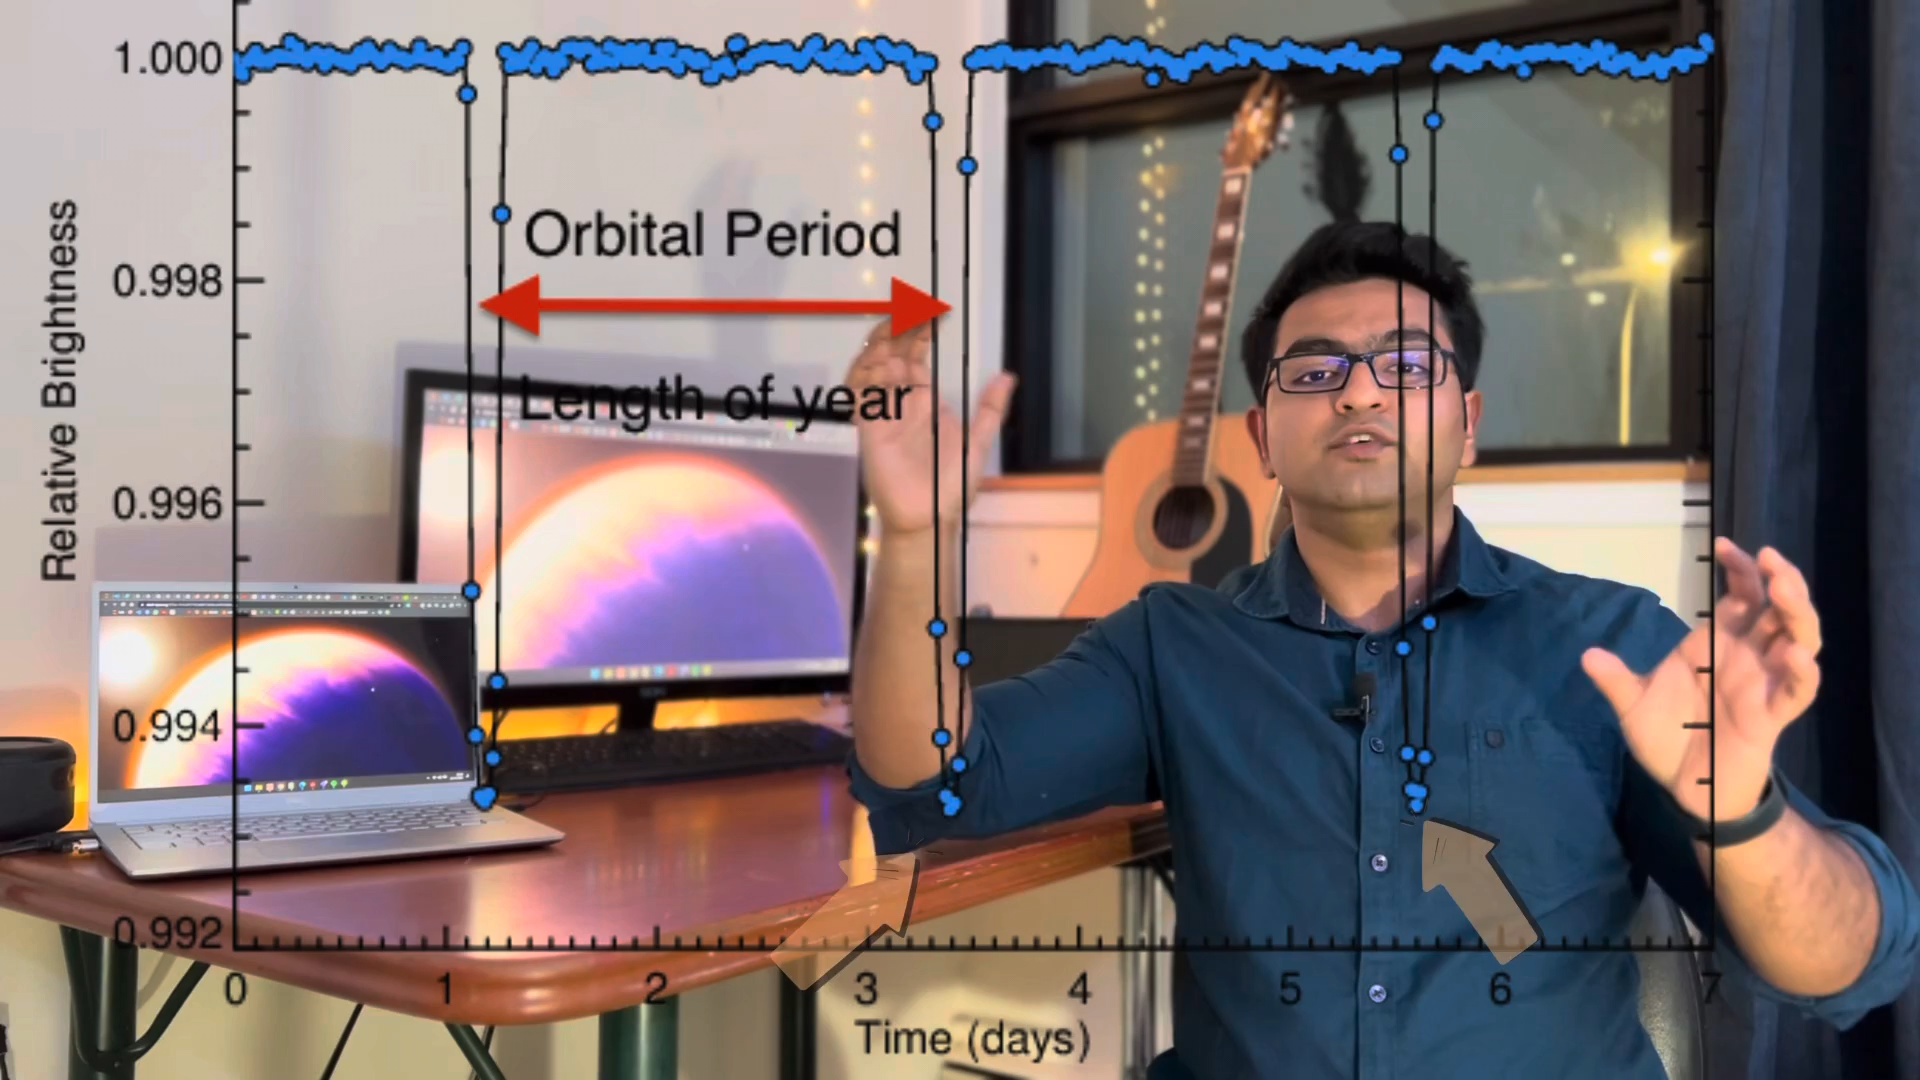 1.000
0.998
0.996
0.994
0.992
Relative Brightness
Orbital Period
Length of year
0 1 2 3 4 5 6 7
Time (days)